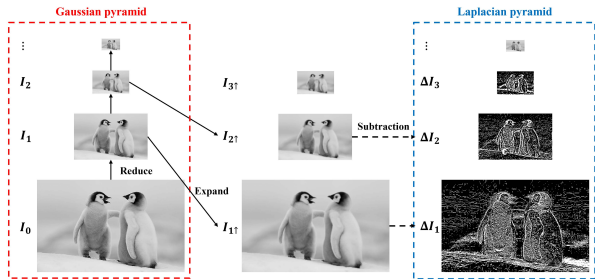 Gaussian pyramid
Laplacian pyramid
⋮
⋮
I₂
I₃↑
ΔI₃
I₁
I₂↑
Subtraction
ΔI₂
Reduce
Expand
I₀
I₁↑
ΔI₁